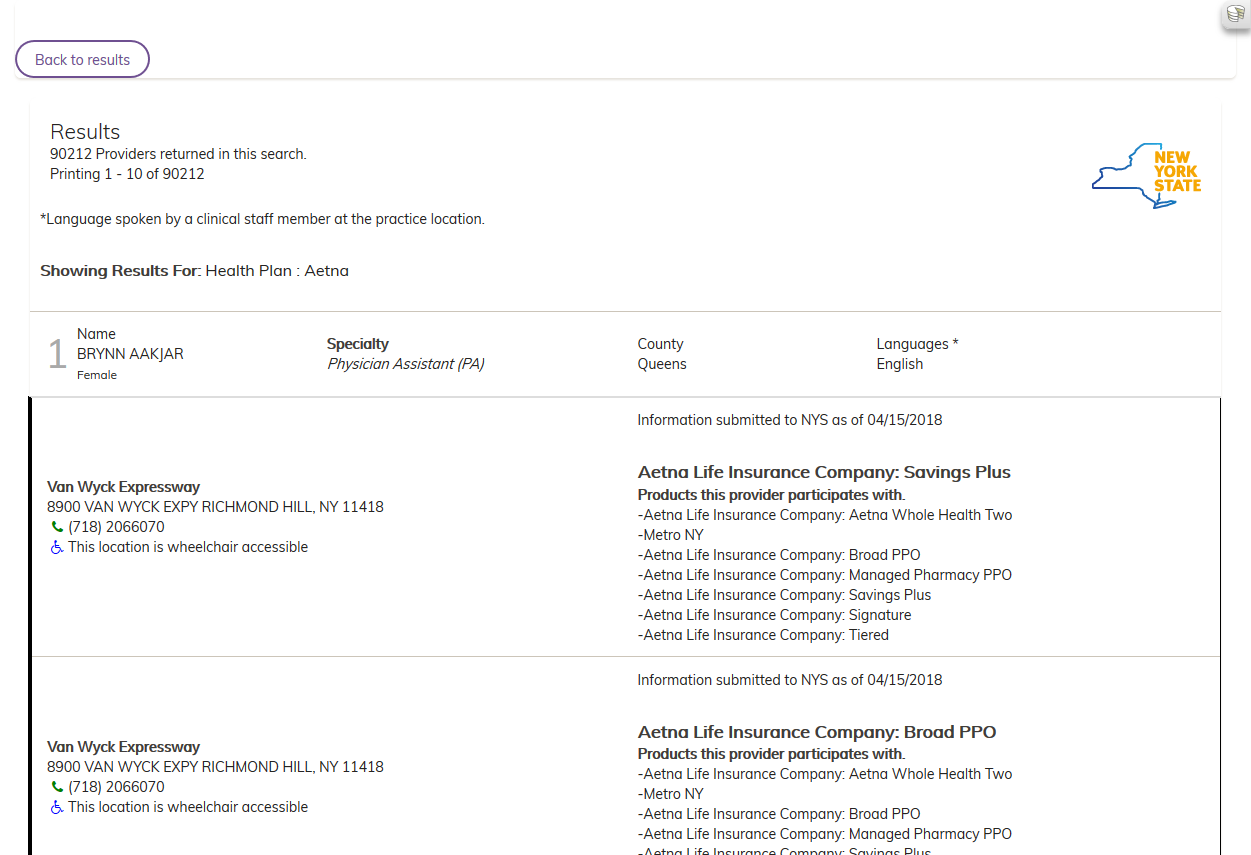 Back to results
Results
90212 Providers returned in this search.
Printing 1 - 10 of 90212
NEW
YORK
STATE
*Language spoken by a clinical staff member at the practice location.
Showing Results For: Health Plan : Aetna
1
Name
BRYNN AAKJAR
Female
Specialty
Physician Assistant (PA)
County
Queens
Languages *
English
Van Wyck Expressway
8900 VAN WYCK EXPY RICHMOND HILL, NY 11418
(718) 2066070
This location is wheelchair accessible
Information submitted to NYS as of 04/15/2018
Aetna Life Insurance Company: Savings Plus
Products this provider participates with.
-Aetna Life Insurance Company: Aetna Whole Health Two
-Metro NY
-Aetna Life Insurance Company: Broad PPO
-Aetna Life Insurance Company: Managed Pharmacy PPO
-Aetna Life Insurance Company: Savings Plus
-Aetna Life Insurance Company: Signature
-Aetna Life Insurance Company: Tiered
Van Wyck Expressway
8900 VAN WYCK EXPY RICHMOND HILL, NY 11418
(718) 2066070
This location is wheelchair accessible
Information submitted to NYS as of 04/15/2018
Aetna Life Insurance Company: Broad PPO
Products this provider participates with.
-Aetna Life Insurance Company: Aetna Whole Health Two
-Metro NY
-Aetna Life Insurance Company: Broad PPO
-Aetna Life Insurance Company: Managed Pharmacy PPO
-Aetna Life Insurance Company: Savings Plus